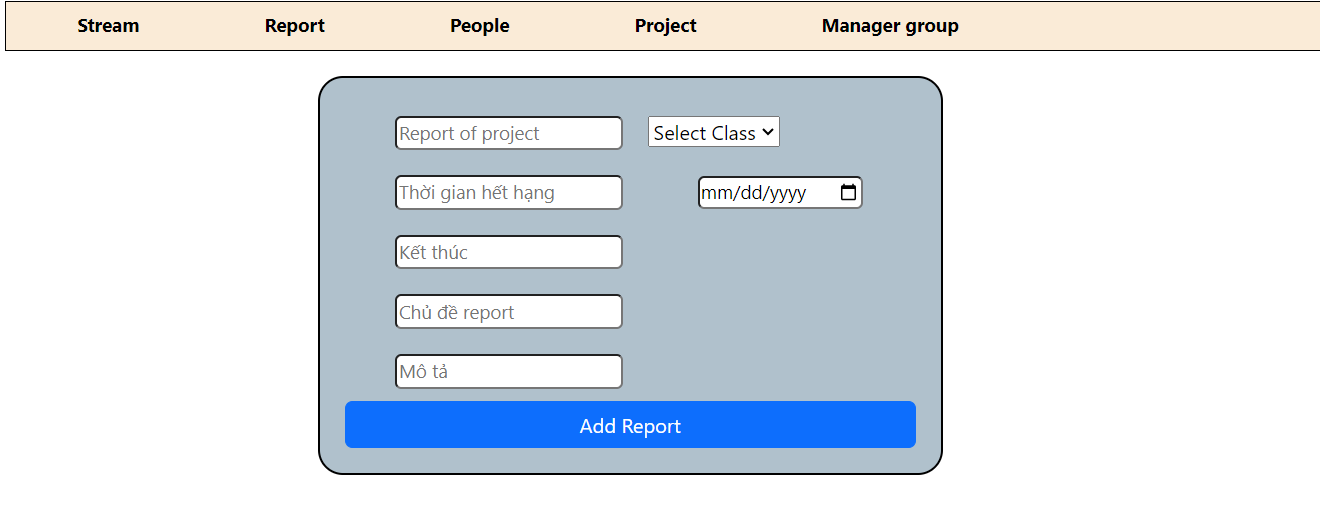 Stream Report People Project Manager group
Report of project Select Class
Thời gian hết hạng mm/dd/yyyy
Kết thúc
Chủ đề report
Mô tả
Add Report